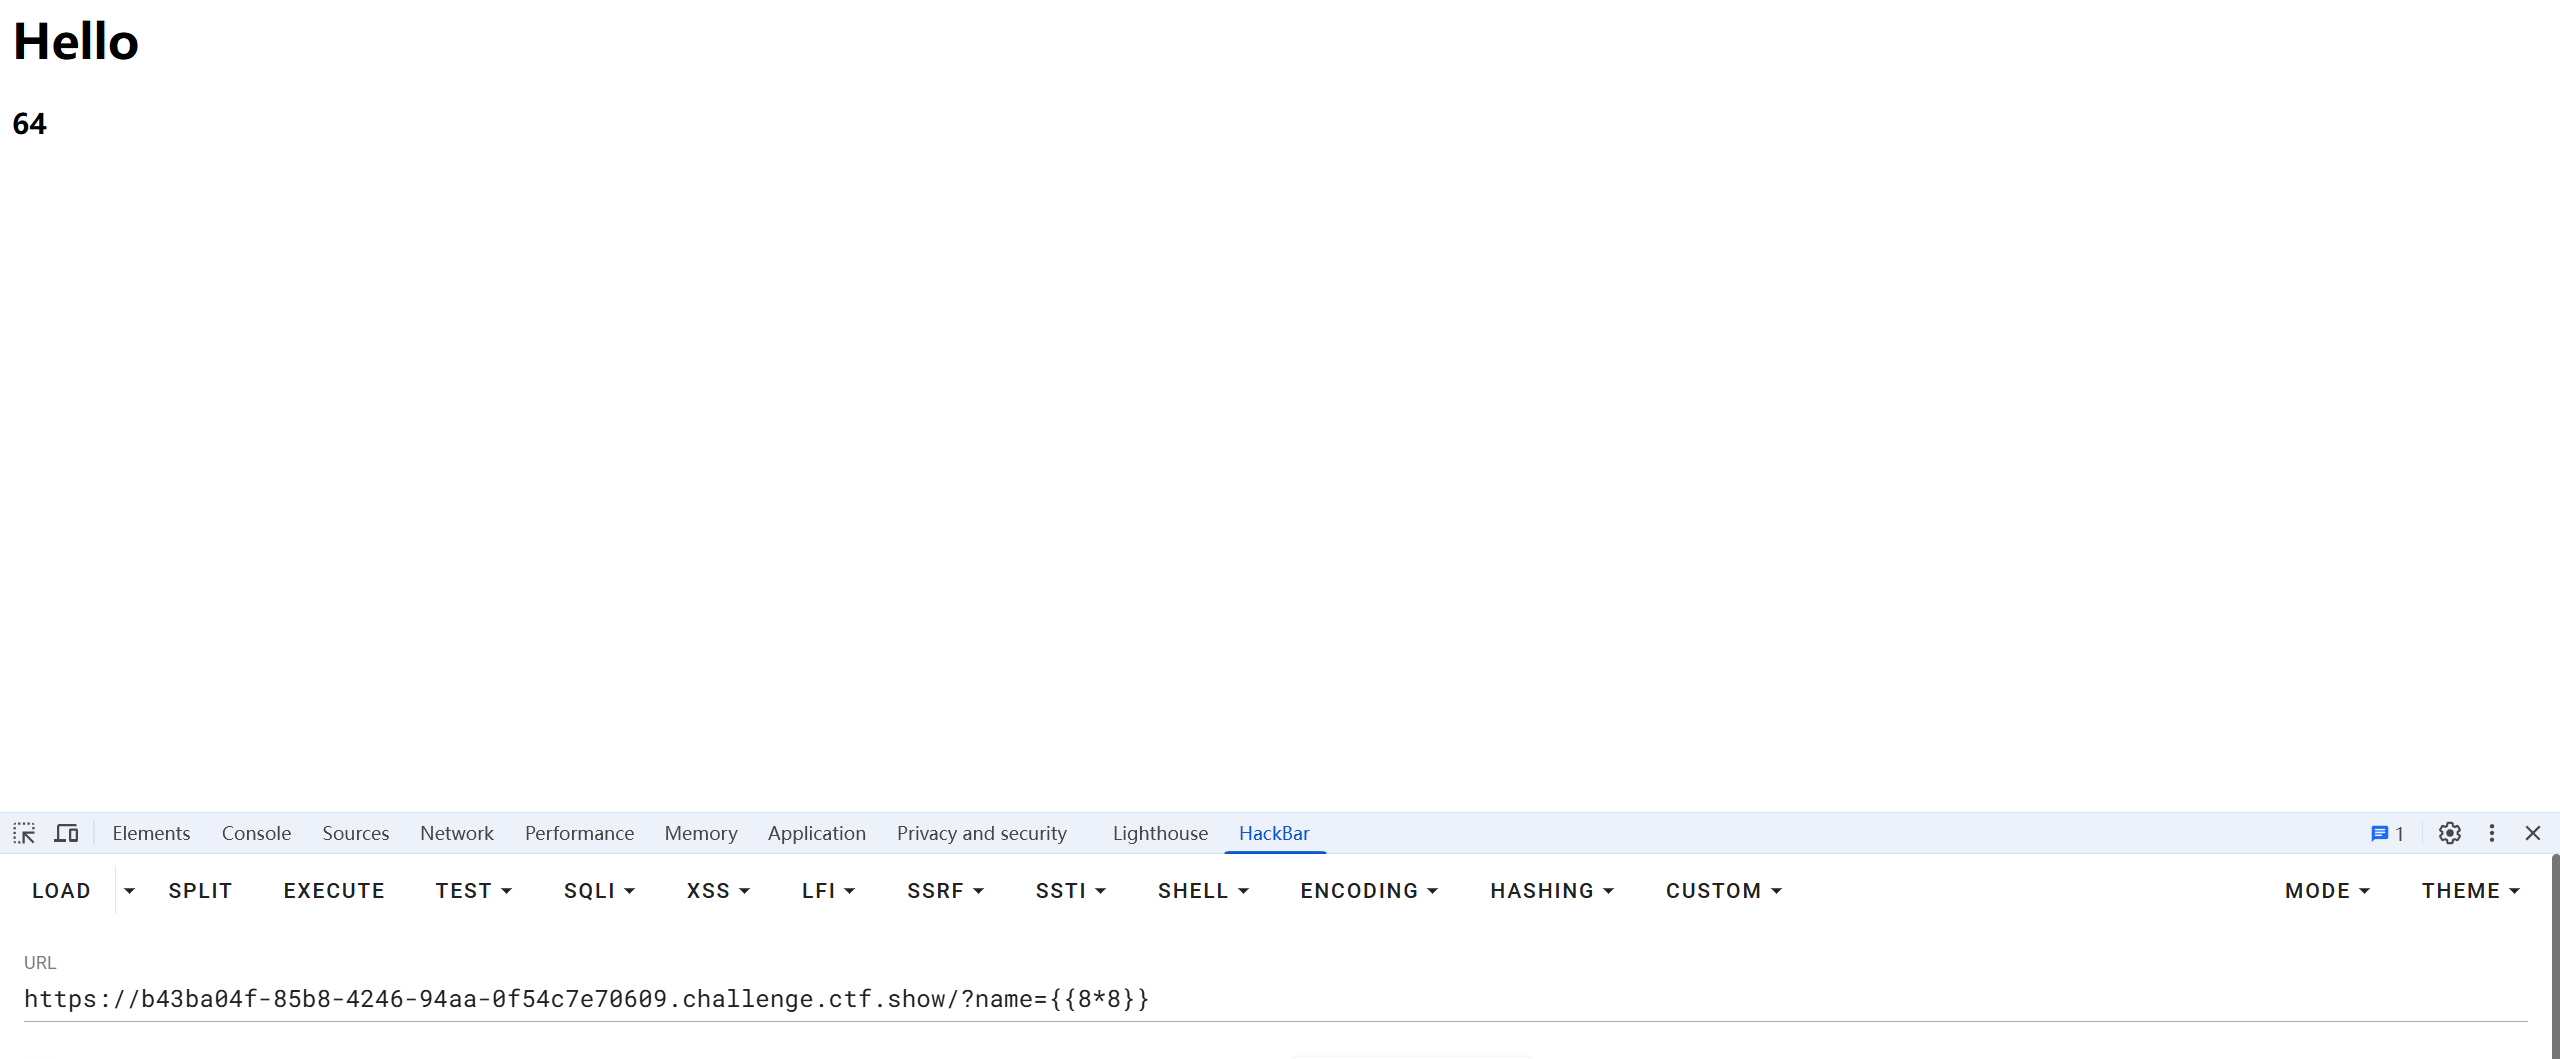 Hello
64
Elements Console Sources Network Performance Memory Application Privacy and security Lighthouse HackBar 1
LOAD SPLIT EXECUTE TEST SQLI XSS LFI SSRF SSTI SHELL ENCODING HASHING CUSTOM MODE THEME
URL
https://b43ba04f-85b8-4246-94aa-0f54c7e70609.challenge.ctf.show/?name={{8*8}}